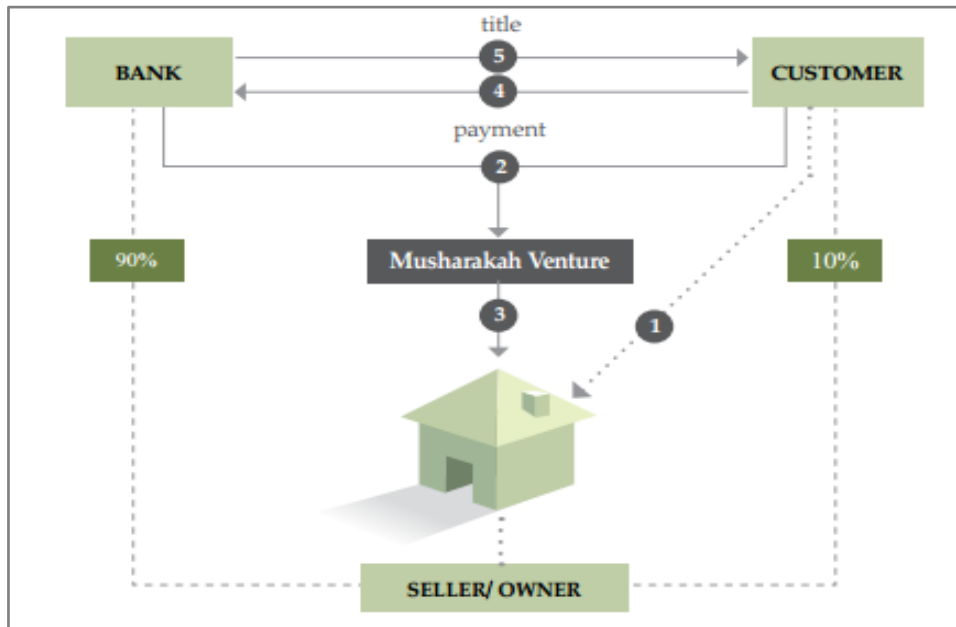 title
5
BANK
CUSTOMER
4
payment
2
90%
Musharakah Venture
10%
3
1
SELLER/ OWNER